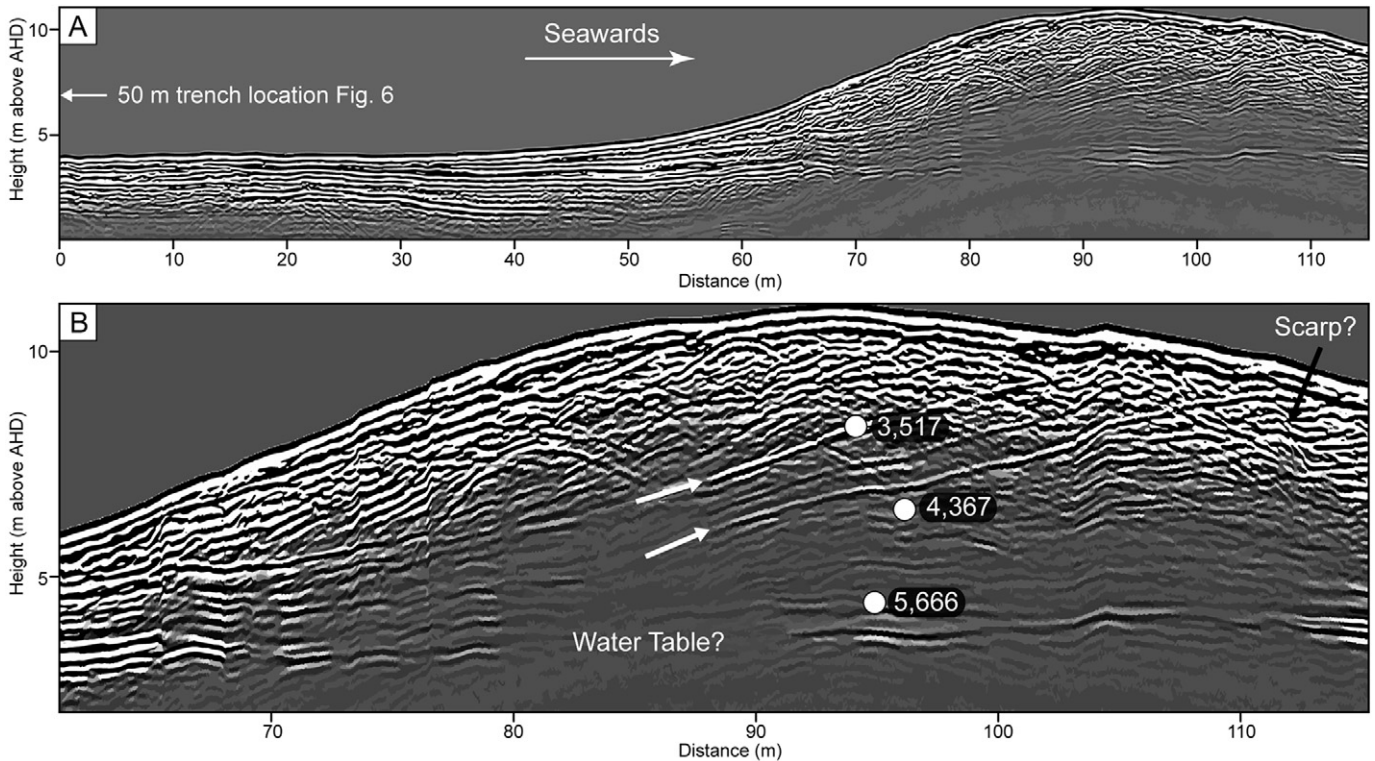 A
Seawards
50 m trench location Fig. 6
Height (m above AHD)
10
5
0 10 20 30 40 50 60 70 80 90 100 110
Distance (m)
B
Scarp?
Height (m above AHD)
10
5
3,517
4,367
5,666
Water Table?
70 80 90 100 110
Distance (m)